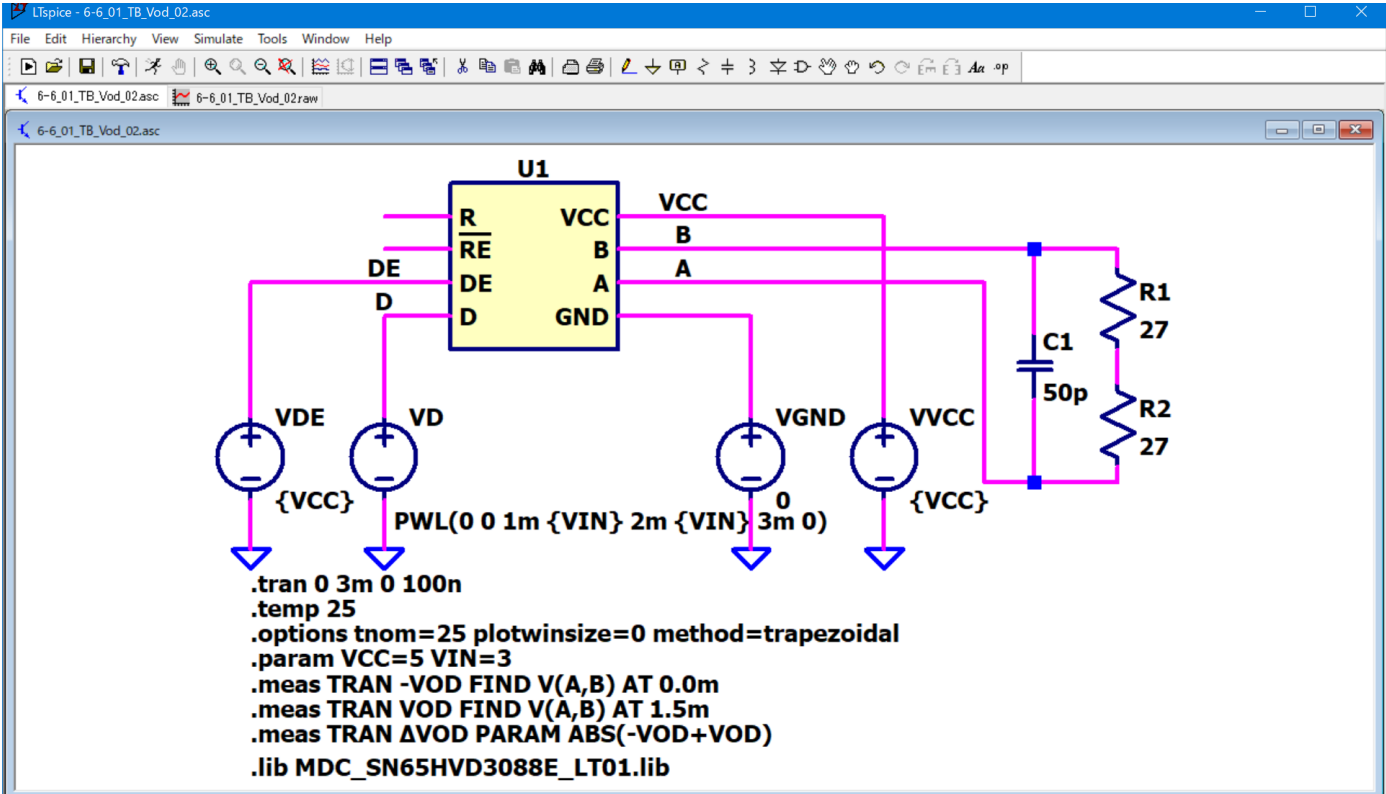 LTspice - 6-6_01_TB_Vod_02.asc
File Edit Hierarchy View Simulate Tools Window Help
Aa .op
6-6_01_TB_Vod_02.asc 6-6_01_TB_Vod_02.raw
6-6_01_TB_Vod_02.asc
U1
R VCC VCC
RE B B
DE DE A A
D D GND
R1
27
C1
50p
R2
27
VDE VD VGND VVCC
{VCC} 0 {VCC}
PWL(0 0 1m {VIN} 2m {VIN} 3m 0)
.tran 0 3m 0 100n
.temp 25
.options tnom=25 plotwinsize=0 method=trapezoidal
.param VCC=5 VIN=3
.meas TRAN -VOD FIND V(A,B) AT 0.0m
.meas TRAN VOD FIND V(A,B) AT 1.5m
.meas TRAN ΔVOD PARAM ABS(-VOD+VOD)
.lib MDC_SN65HVD3088E_LT01.lib